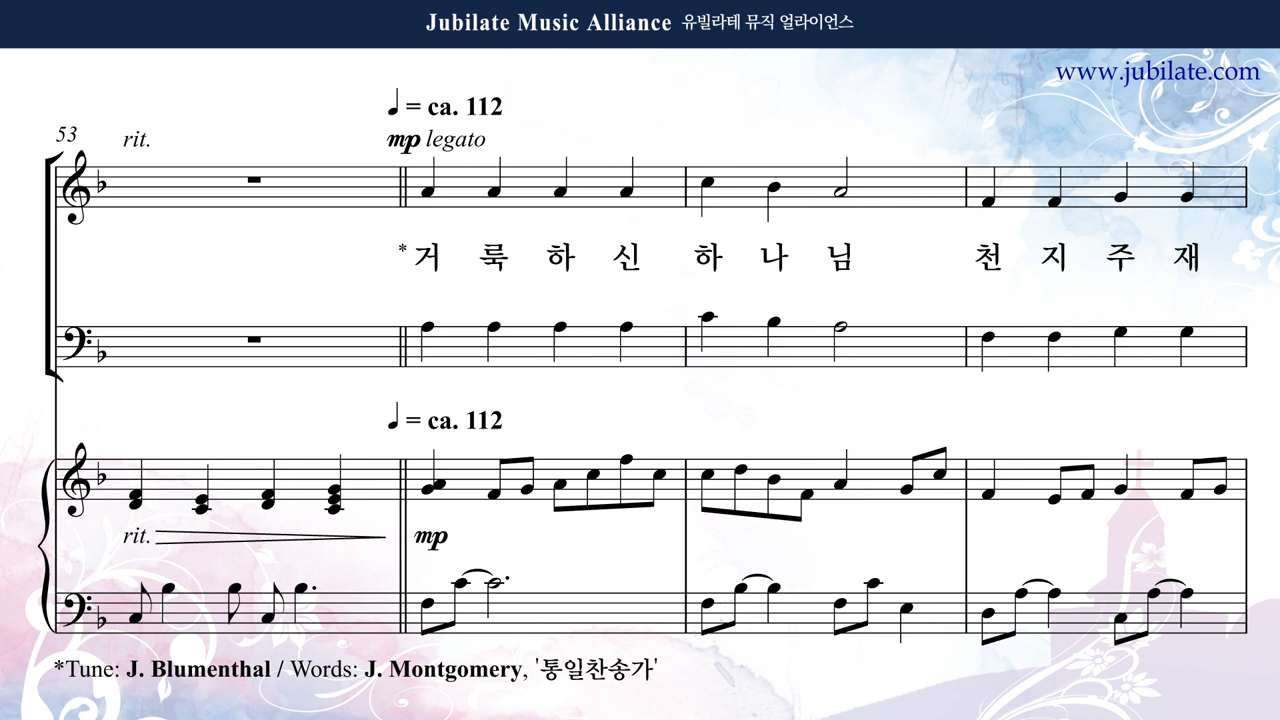 Jubilate Music Alliance 유빌라테 뮤직 얼라이언스
www.jubilate.com
♩ = ca. 112
53 rit. mp legato
*거 룩 하 신 하 나 님 천 지 주 재
♩ = ca. 112
rit. mp
*Tune: J. Blumenthal / Words: J. Montgomery, '통일찬송가'